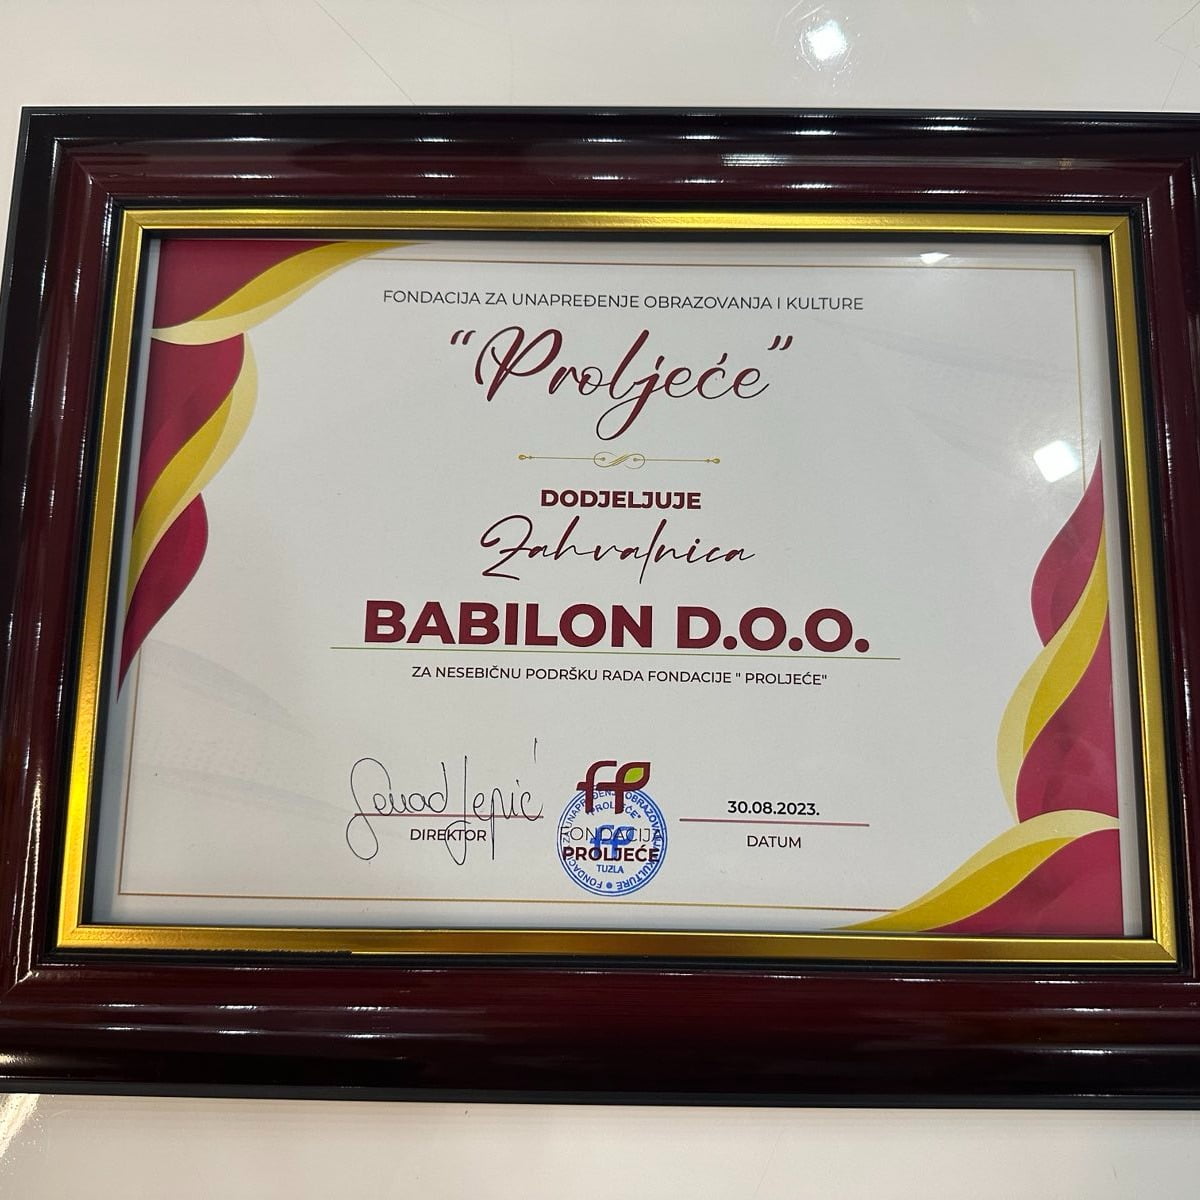 FONDACIJA ZA UNAPREĐENJE OBRAZOVANJA I KULTURE
"Proljeće"
DODJELJUJE
Zahvalnica
BABILON D.O.O.
ZA NESEBIČNU PODRŠKU RADA FONDACIJE " PROLJEĆE"
DIREKTOR
FONDACIJA
PROLJEĆE
TUZLA
30.08.2023.
DATUM